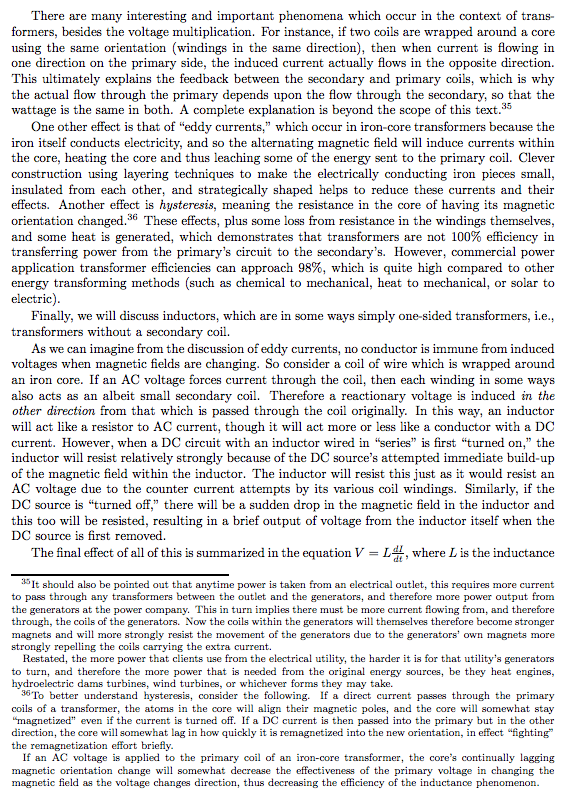 There are many interesting and important phenomena which occur in the context of trans-
formers, besides the voltage multiplication. For instance, if two coils are wrapped around a core
using the same orientation (windings in the same direction), then when current is flowing in
one direction on the primary side, the induced current actually flows in the opposite direction.
This ultimately explains the feedback between the secondary and primary coils, which is why
the actual flow through the primary depends upon the flow through the secondary, so that the
wattage is the same in both. A complete explanation is beyond the scope of this text.³⁵
One other effect is that of “eddy currents,” which occur in iron-core transformers because the
iron itself conducts electricity, and so the alternating magnetic field will induce currents within
the core, heating the core and thus leaching some of the energy sent to the primary coil. Clever
construction using layering techniques to make the electrically conducting iron pieces small,
insulated from each other, and strategically shaped helps to reduce these currents and their
effects. Another effect is hysteresis, meaning the resistance in the core of having its magnetic
orientation changed.³⁶ These effects, plus some loss from resistance in the windings themselves,
and some heat is generated, which demonstrates that transformers are not 100% efficiency in
transferring power from the primary’s circuit to the secondary’s. However, commercial power
application transformer efficiencies can approach 98%, which is quite high compared to other
energy transforming methods (such as chemical to mechanical, heat to mechanical, or solar to
electric).
Finally, we will discuss inductors, which are in some ways simply one-sided transformers, i.e.,
transformers without a secondary coil.
As we can imagine from the discussion of eddy currents, no conductor is immune from induced
voltages when magnetic fields are changing. So consider a coil of wire which is wrapped around
an iron core. If an AC voltage forces current through the coil, then each winding in some ways
also acts as an albeit small secondary coil. Therefore a reactionary voltage is induced in the
other direction from that which is passed through the coil originally. In this way, an inductor
will act like a resistor to AC current, though it will act more or less like a conductor with a DC
current. However, when a DC circuit with an inductor wired in “series” is first “turned on,” the
inductor will resist relatively strongly because of the DC source’s attempted immediate build-up
of the magnetic field within the inductor. The inductor will resist this just as it would resist an
AC voltage due to the counter current attempts by its various coil windings. Similarly, if the
DC source is “turned off,” there will be a sudden drop in the magnetic field in the inductor and
this too will be resisted, resulting in a brief output of voltage from the inductor itself when the
DC source is first removed.
The final effect of all of this is summarized in the equation V = L dI/dt, where L is the inductance
³⁵It should also be pointed out that anytime power is taken from an electrical outlet, this requires more current
to pass through any transformers between the outlet and the generators, and therefore more power output from
the generators at the power company. This in turn implies there must be more current flowing from, and therefore
through, the coils of the generators. Now the coils within the generators will themselves therefore become stronger
magnets and will more strongly resist the movement of the generators due to the generators’ own magnets more
strongly repelling the coils carrying the extra current.
Restated, the more power that clients use from the electrical utility, the harder it is for that utility’s generators
to turn, and therefore the more power that is needed from the original energy sources, be they heat engines,
hydroelectric dams turbines, wind turbines, or whichever forms they may take.
³⁶To better understand hysteresis, consider the following. If a direct current passes through the primary
coils of a transformer, the atoms in the core will align their magnetic poles, and the core will somewhat stay
“magnetized” even if the current is turned off. If a DC current is then passed into the primary but in the other
direction, the core will somewhat lag in how quickly it is remagnetized into the new orientation, in effect “fighting”
the remagnetization effort briefly.
If an AC voltage is applied to the primary coil of an iron-core transformer, the core’s continually lagging
magnetic orientation change will somewhat decrease the effectiveness of the primary voltage in changing the
magnetic field as the voltage changes direction, thus decreasing the efficiency of the inductance phenomenon.